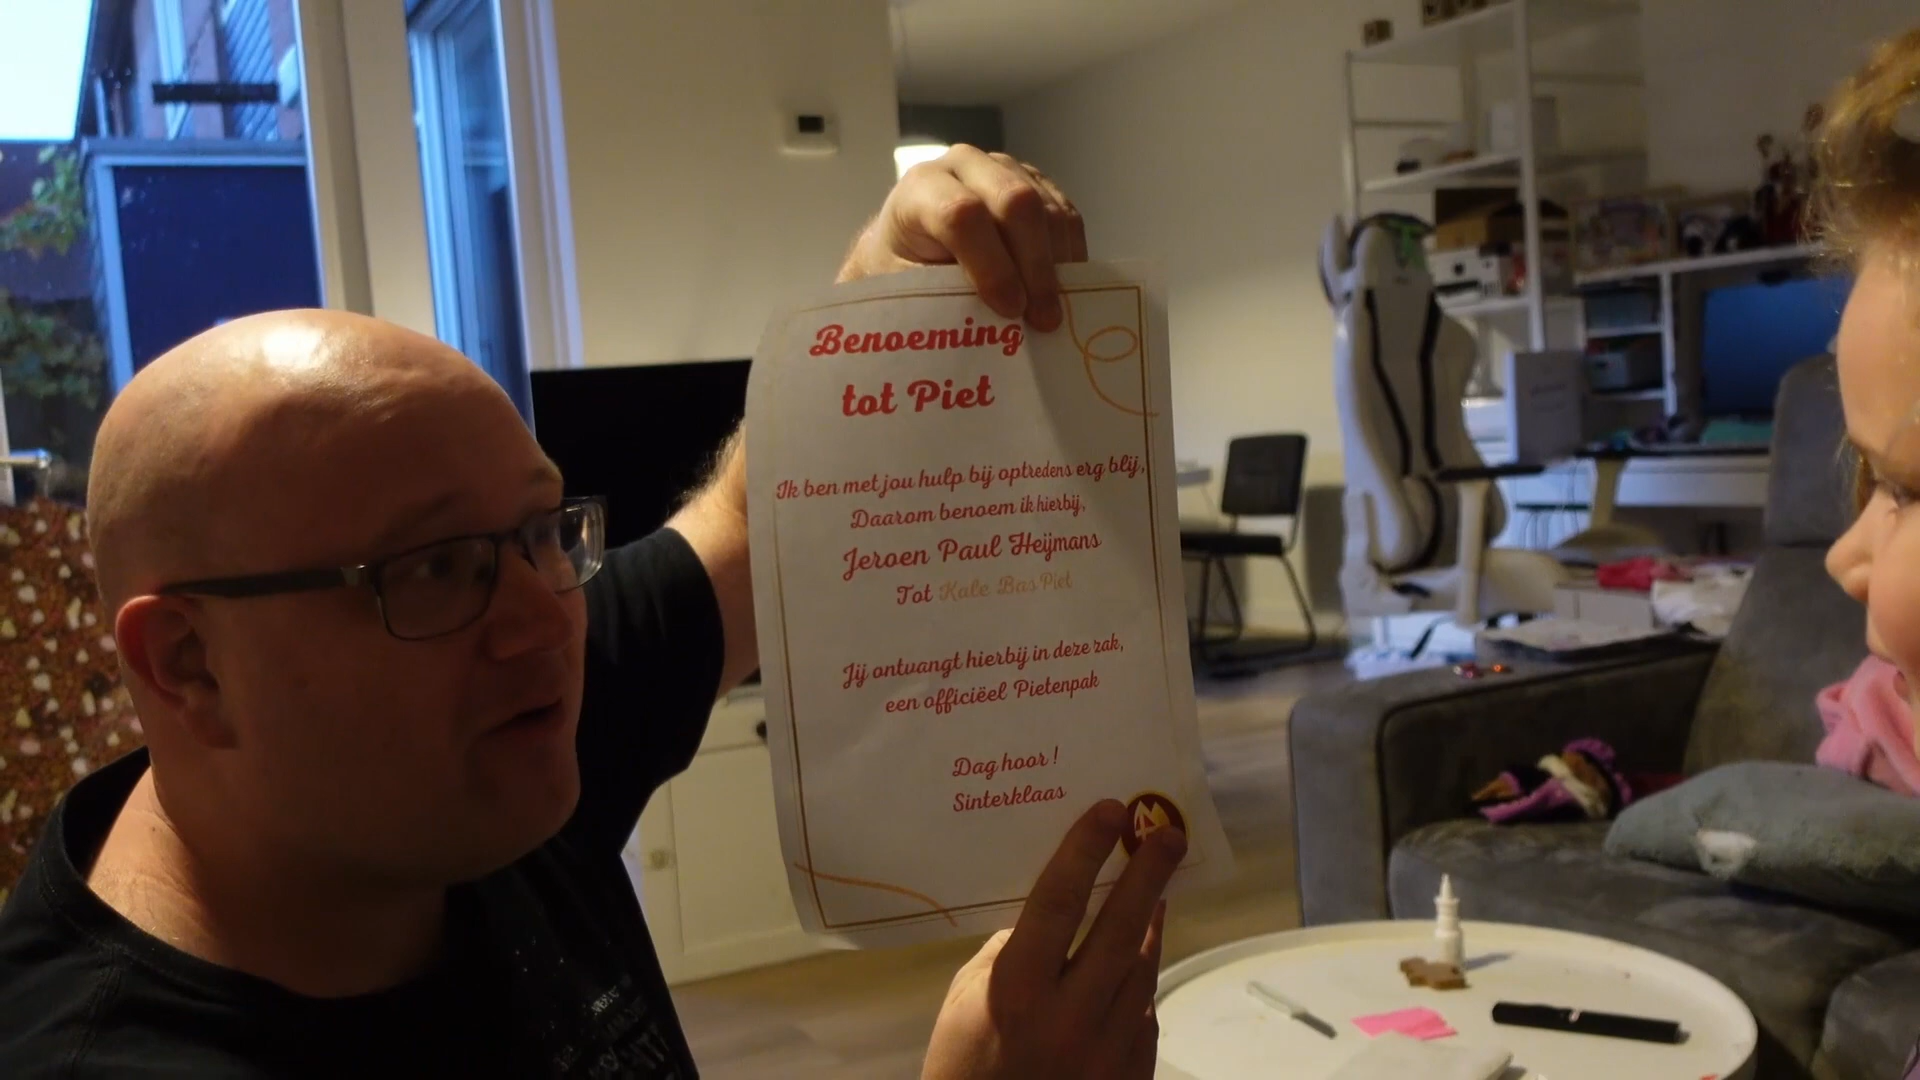 Benoeming
tot Piet
Ik ben met jou hulp bij optredens erg blij,
Daarom benoem ik hierbij,
Jeroen Paul Heijmans
Tot Kale Bas Piet
Jij ontvangt hierbij in deze zak,
een officiëel Pietenpak
Dag hoor !
Sinterklaas